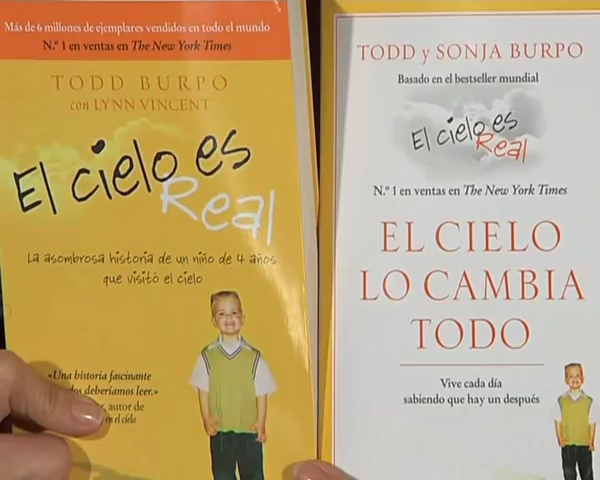 Más de 6 millones de ejemplares vendidos en todo el mundo
N.º 1 en ventas en The New York Times
TODD BURPO
con LYNN VINCENT
El cielo es
Real
La asombrosa historia de un niño de 4 años
que visitó el cielo
«Una historia fascinante
deberíamos leer.»
autor de
en el cielo
TODD y SONJA BURPO
Basado en el bestseller mundial
El cielo es
Real
N.º 1 en ventas en The New York Times
EL CIELO
LO CAMBIA
TODO
Vive cada día
sabiendo que hay un después